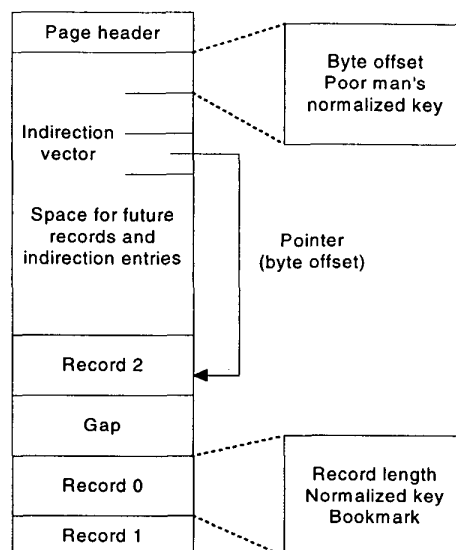 Page header
Byte offset
Poor man's
normalized key
Indirection
vector
Space for future
records and
indirection entries
Pointer
(byte offset)
Record 2
Gap
Record 0
Record 1
Record length
Normalized key
Bookmark